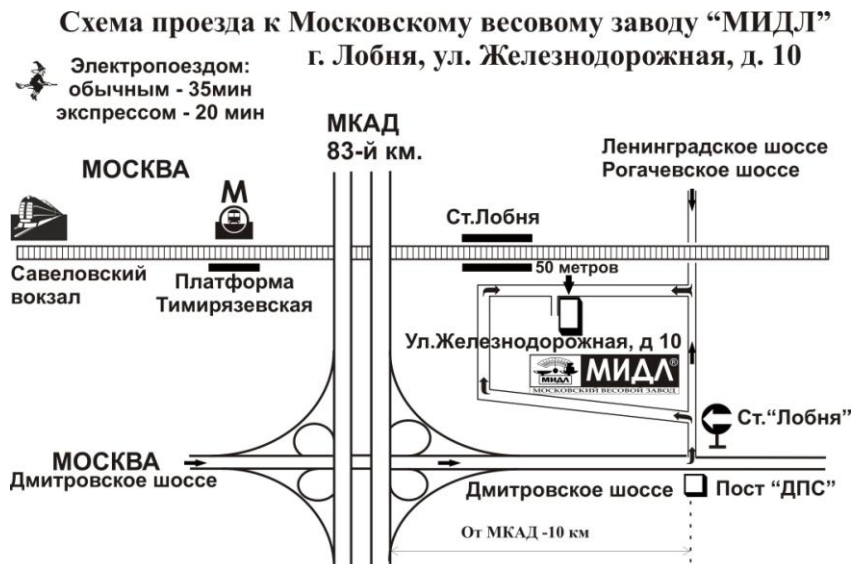 Схема проезда к Московскому весовому заводу “МИДЛ”
г. Лобня, ул. Железнодорожная, д. 10
Электропоездом:
обычным - 35мин
экспрессом - 20 мин
МКАД
83-й км.
Ленинградское шоссе
Рогачевское шоссе
МОСКВА
М
Ст.Лобня
Савеловский
вокзал
Платформа
Тимирязевская
50 метров
Ул.Железнодорожная, д 10
МИДЛ
МИДЛ®
МОСКОВСКИЙ ВЕСОВОЙ ЗАВОД
Ст.“Лобня”
МОСКВА
Дмитровское шоссе
Дмитровское шоссе
Пост “ДПС”
От МКАД -10 км